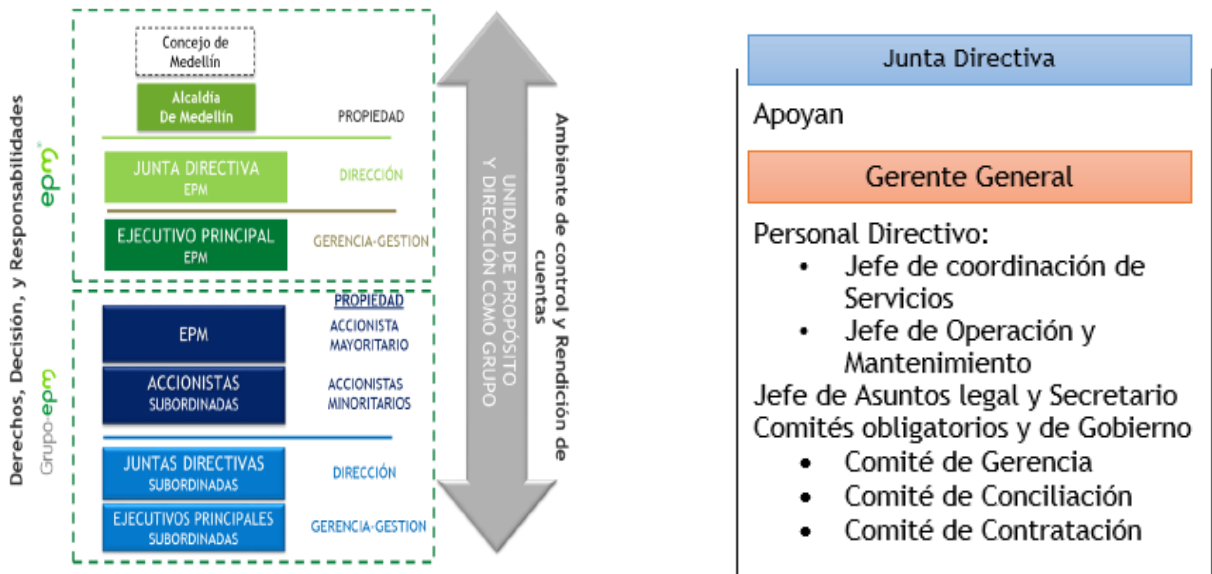 Derechos, Decisión, y Responsabilidades
epm®
Grupo-epm
Concejo de
Medellín
Alcaldía
De Medellín
PROPIEDAD
JUNTA DIRECTIVA
EPM
DIRECCIÓN
EJECUTIVO PRINCIPAL
EPM
GERENCIA-GESTION
PROPIEDAD
EPM
ACCIONISTA
MAYORITARIO
ACCIONISTAS
SUBORDINADAS
ACCIONISTAS
MINORITARIOS
JUNTAS DIRECTIVAS
SUBORDINADAS
DIRECCIÓN
EJECUTIVOS PRINCIPALES
SUBORDINADAS
GERENCIA-GESTION
UNIDAD DE PROPÓSITO
Y DIRECCIÓN COMO GRUPO
Ambiente de control y Rendición de
cuentas
Junta Directiva
Apoyan
Gerente General
Personal Directivo:
• Jefe de coordinación de
Servicios
• Jefe de Operación y
Mantenimiento
Jefe de Asuntos legal y Secretario
Comités obligatorios y de Gobierno
• Comité de Gerencia
• Comité de Conciliación
• Comité de Contratación